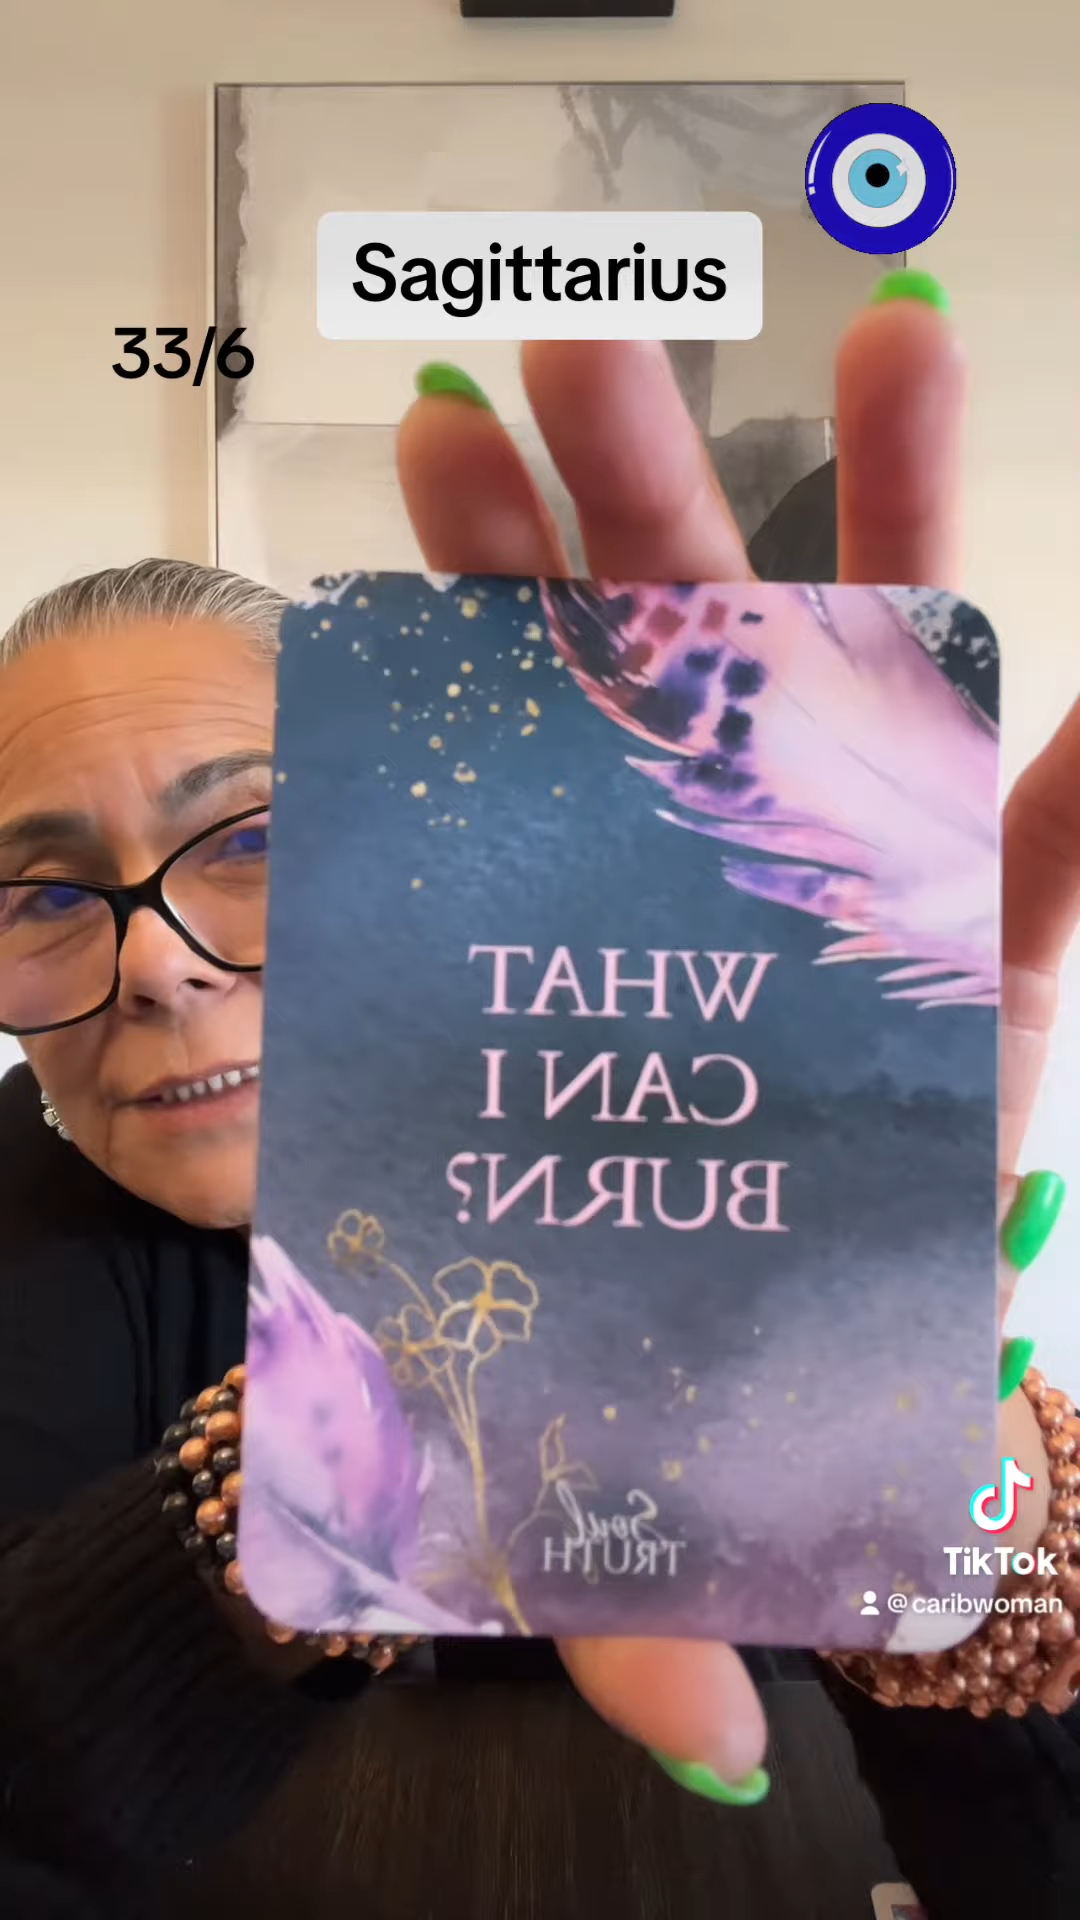 Sagittarius
33/6
WHAT
CAN I
BURN?
Soul
TRUTH
TikTok
@caribwoman